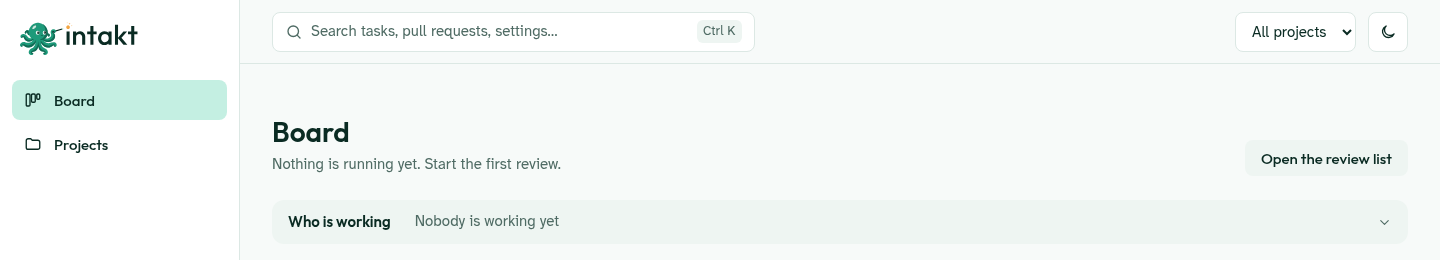 intakt
Search tasks, pull requests, settings...
Ctrl K
All projects
Board
Projects
Board
Nothing is running yet. Start the first review.
Open the review list
Who is working
Nobody is working yet